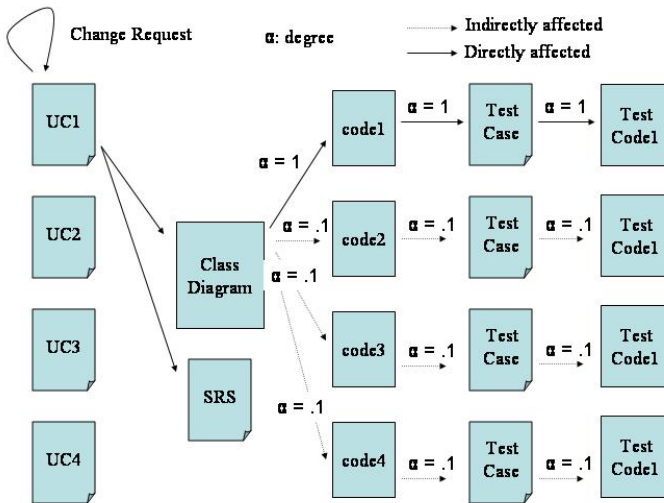 Change Request
α: degree
Indirectly affected
Directly affected
UC1
code1
α = 1
Test
Case
α = 1
Test
Code1
α = 1
UC2
Class
Diagram
α = .1
code2
α = .1
Test
Case
α = .1
Test
Code1
α = .1
UC3
code3
α = .1
Test
Case
α = .1
Test
Code1
SRS
α = .1
UC4
code4
α = .1
Test
Case
α = .1
Test
Code1